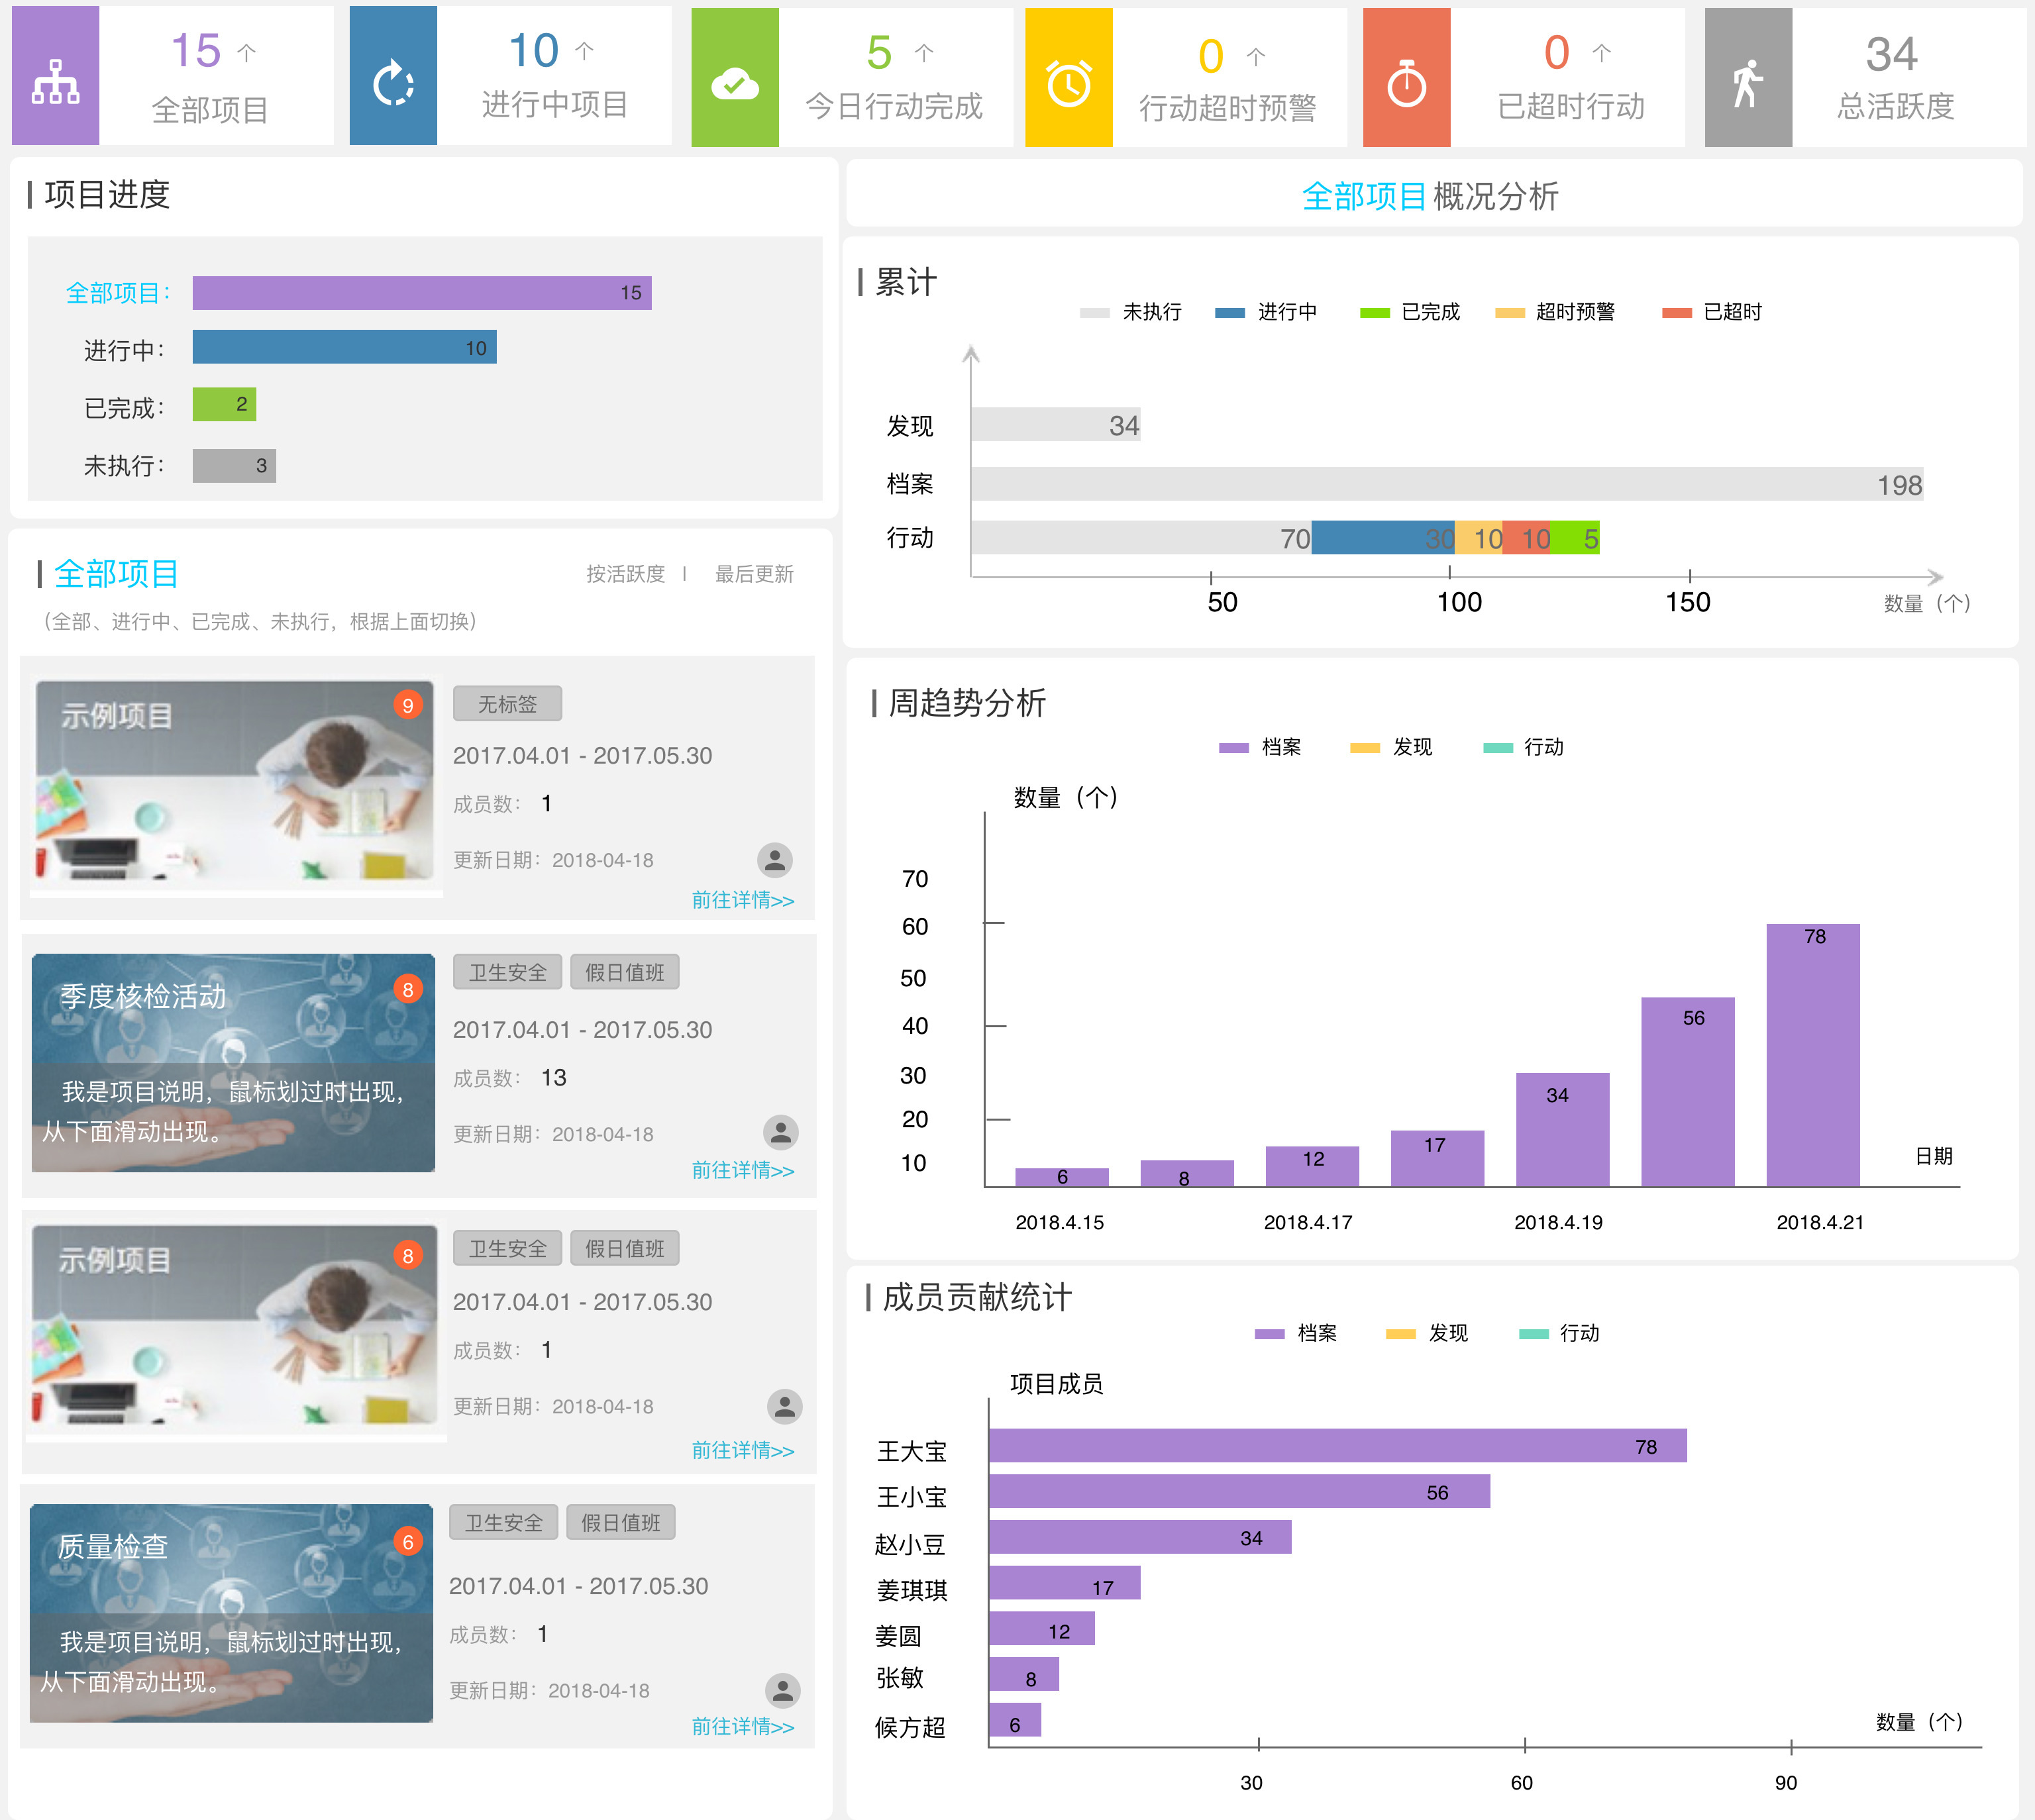 15 个
全部项目
10 个
进行中项目
5 个
今日行动完成
0 个
行动超时预警
0 个
已超时行动
34
总活跃度
项目进度
全部项目： 15
进行中： 10
已完成： 2
未执行： 3
全部项目
按活跃度 | 最后更新
（全部、进行中、已完成、未执行，根据上面切换）
示例项目 9
无标签
2017.04.01 - 2017.05.30
成员数： 1
更新日期：2018-04-18
前往详情>>
季度核检活动 8
我是项目说明，鼠标划过时出现，
从下面滑动出现。
卫生安全 假日值班
2017.04.01 - 2017.05.30
成员数： 13
更新日期：2018-04-18
前往详情>>
示例项目 8
卫生安全 假日值班
2017.04.01 - 2017.05.30
成员数： 1
更新日期：2018-04-18
前往详情>>
质量检查 6
我是项目说明，鼠标划过时出现，
从下面滑动出现。
卫生安全 假日值班
2017.04.01 - 2017.05.30
成员数： 1
更新日期：2018-04-18
前往详情>>
全部项目 概况分析
累计
未执行 进行中 已完成 超时预警 已超时
发现 34
档案 198
行动 70 30 10 10 5
50 100 150 数量（个）
周趋势分析
档案 发现 行动
数量（个）
70
60
50
40
30
20
10
6 8 12 17 34 56 78
日期
2018.4.15 2018.4.17 2018.4.19 2018.4.21
成员贡献统计
档案 发现 行动
项目成员
王大宝 78
王小宝 56
赵小豆 34
姜琪琪 17
姜圆 12
张敏 8
候方超 6
数量（个）
30 60 90